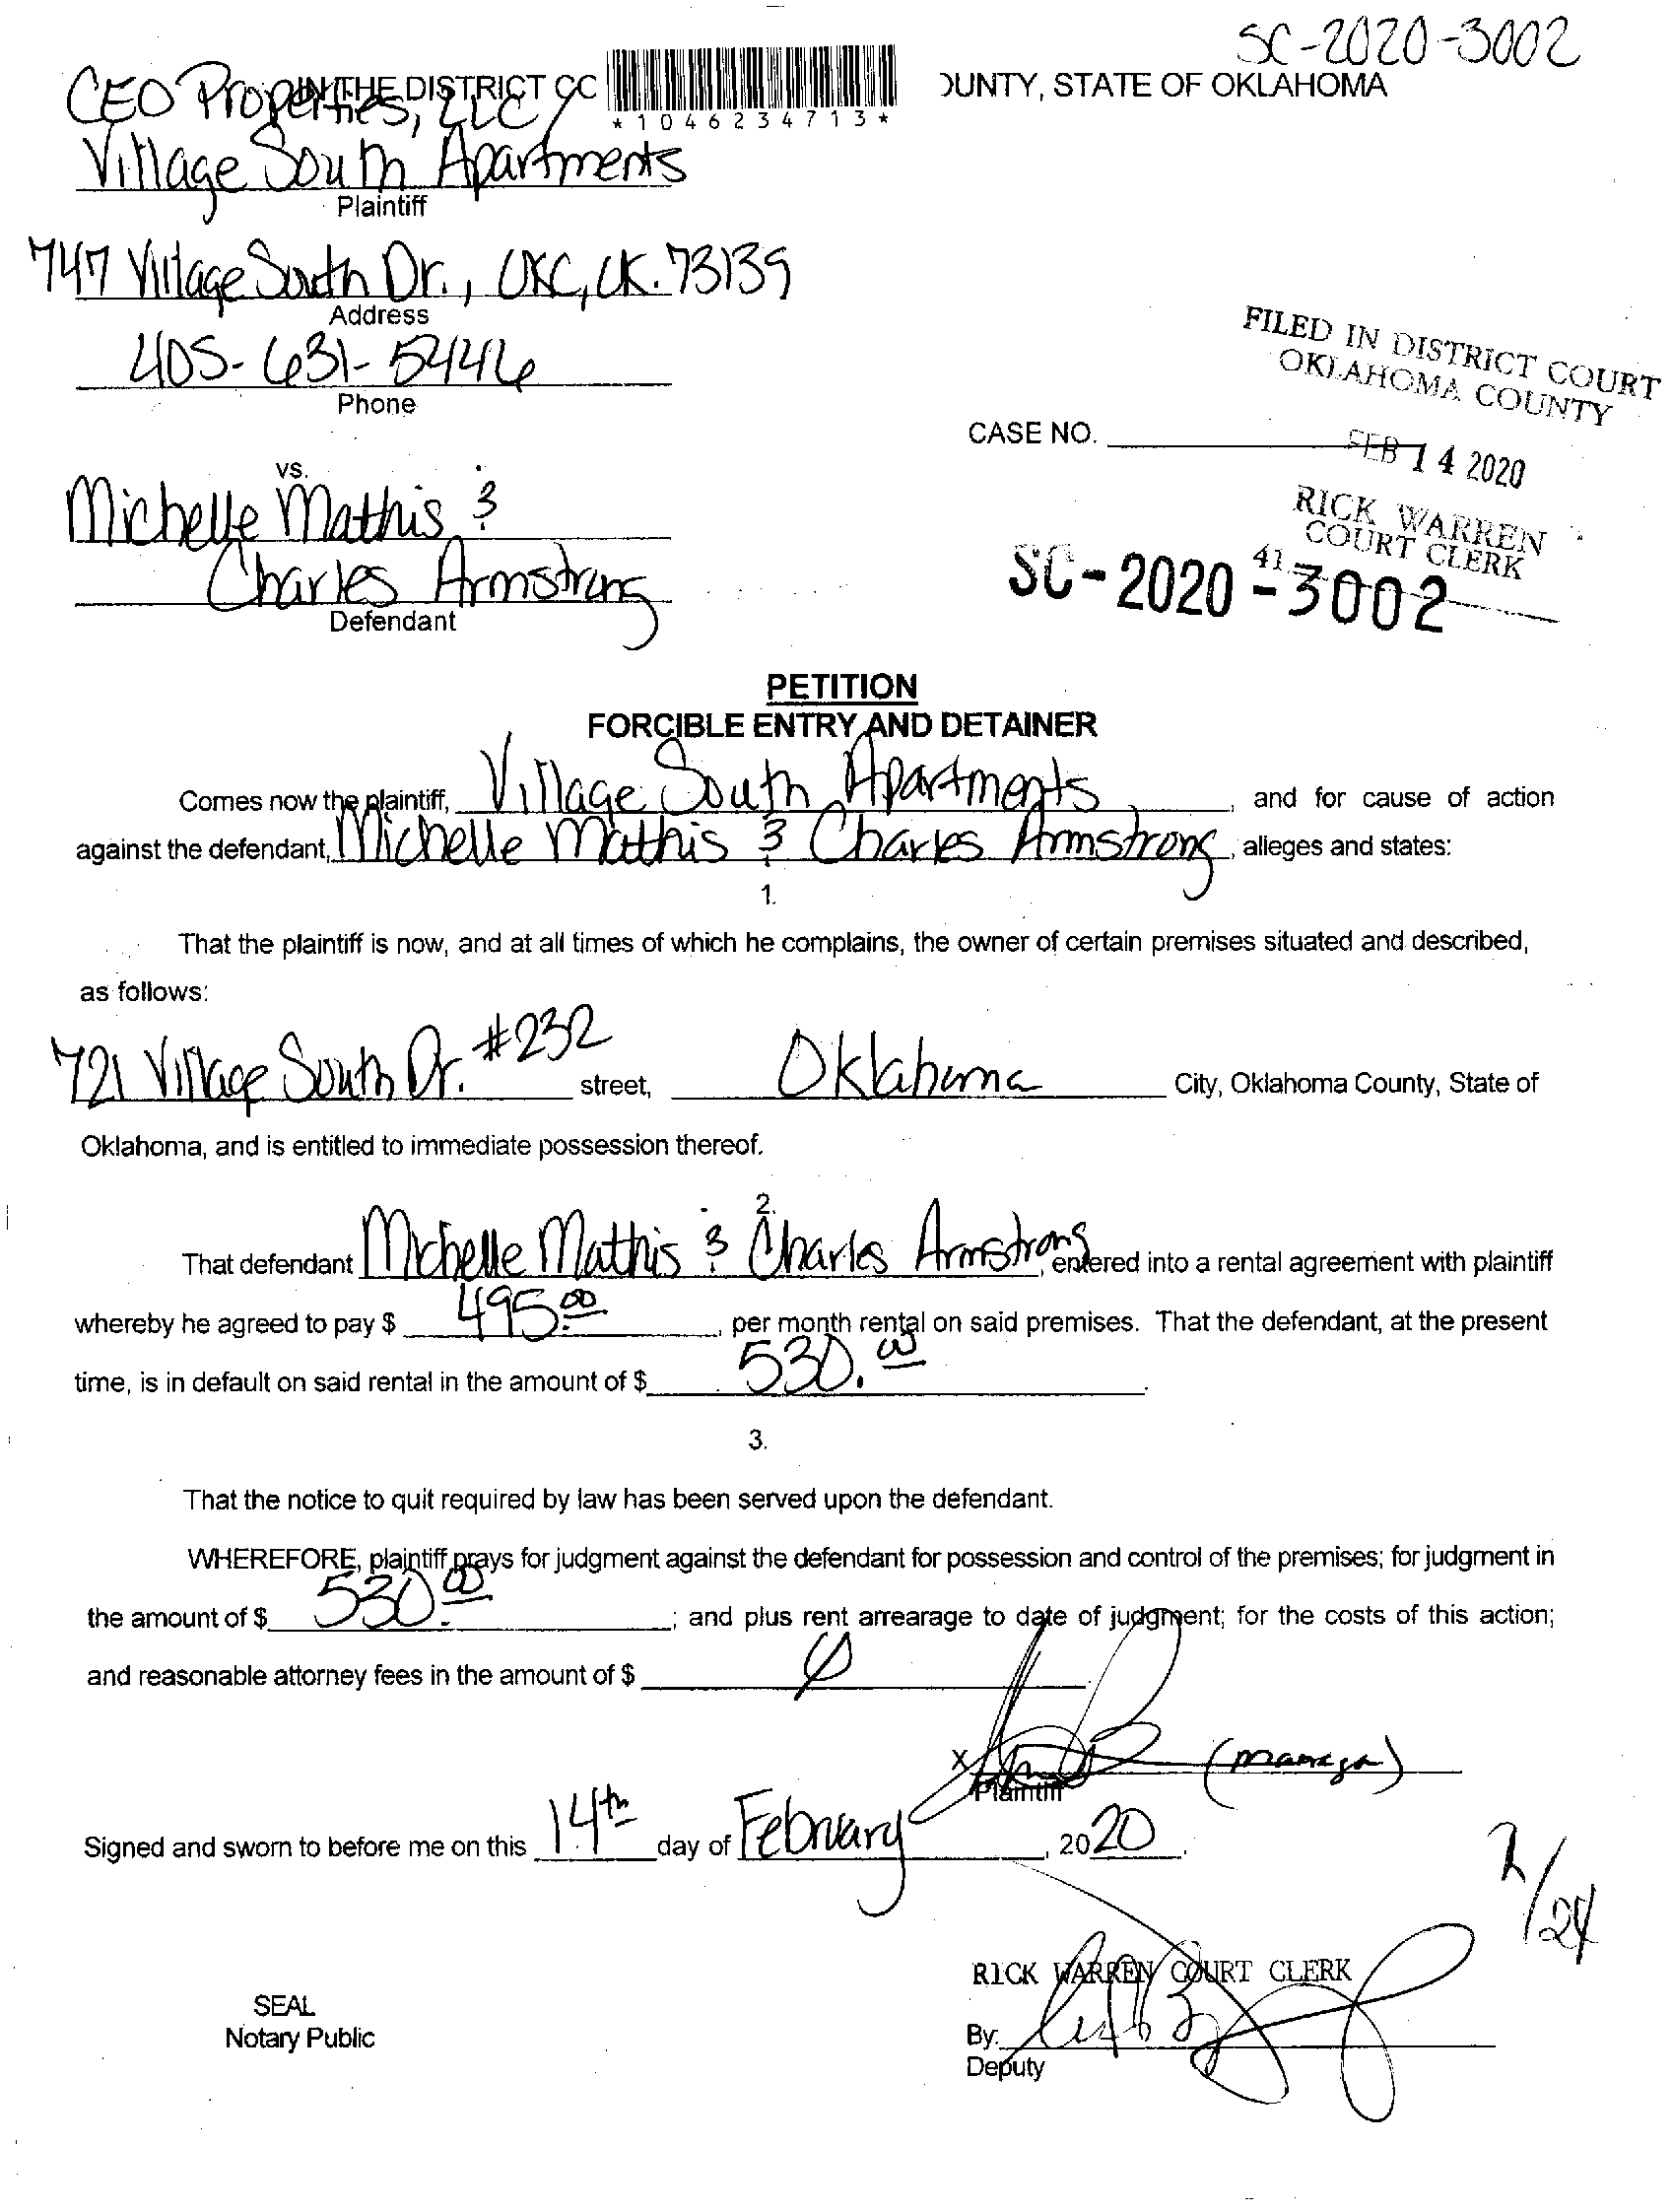 SC-2020-3002
CEO Properties, LLC /
IN THE DISTRICT CO OUNTY, STATE OF OKLAHOMA
*1046234713*
Village South Apartments
Plaintiff
747 Village South Dr., OKC, OK. 73139
Address
405-631-5446
Phone
FILED IN DISTRICT COURT
OKLAHOMA COUNTY
CASE NO.
FEB 14 2020
RICK WARREN
COURT CLERK
41
SC-2020-3002
vs.
Michelle Mathis &
Charles Armstrong
Defendant
PETITION
FORCIBLE ENTRY AND DETAINER
Comes now the plaintiff, Village South Apartments, and for cause of action
against the defendant, Michelle Mathis & Charles Armstrong, alleges and states:
1.
That the plaintiff is now, and at all times of which he complains, the owner of certain premises situated and described,
as follows:
721 Village South Dr. #232 street, Oklahoma City, Oklahoma County, State of
Oklahoma, and is entitled to immediate possession thereof.
2.
That defendant Michelle Mathis & Charles Armstrong, entered into a rental agreement with plaintiff
whereby he agreed to pay $ 495.00, per month rental on said premises. That the defendant, at the present
time, is in default on said rental in the amount of $ 530.00.
3.
That the notice to quit required by law has been served upon the defendant.
WHEREFORE, plaintiff prays for judgment against the defendant for possession and control of the premises; for judgment in
the amount of $ 530.00; and plus rent arrearage to date of judgment; for the costs of this action;
and reasonable attorney fees in the amount of $ Ø
X (manager)
Plaintiff
Signed and sworn to before me on this 14th day of February, 2020.
2/24
RICK WARREN COURT CLERK
SEAL
Notary Public
By:
Deputy